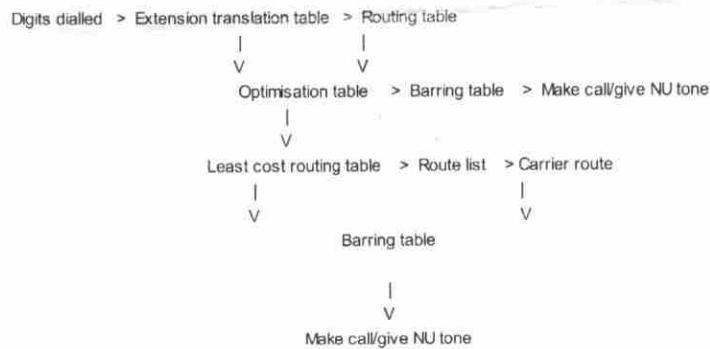 Digits dialled > Extension translation table > Routing table
| |
V V
Optimisation table > Barring table > Make call/give NU tone
|
V
Least cost routing table > Route list > Carrier route
| |
V V
Barring table
|
V
Make call/give NU tone